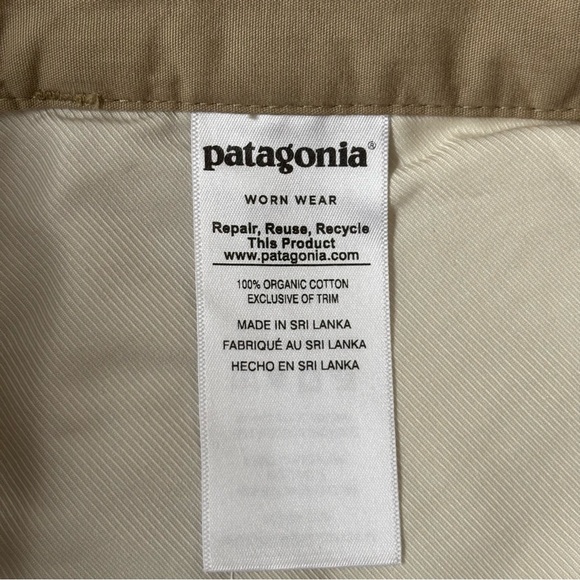 patagonia®
WORN WEAR
Repair, Reuse, Recycle
This Product
www.patagonia.com
100% ORGANIC COTTON
EXCLUSIVE OF TRIM
MADE IN SRI LANKA
FABRIQUÉ AU SRI LANKA
HECHO EN SRI LANKA